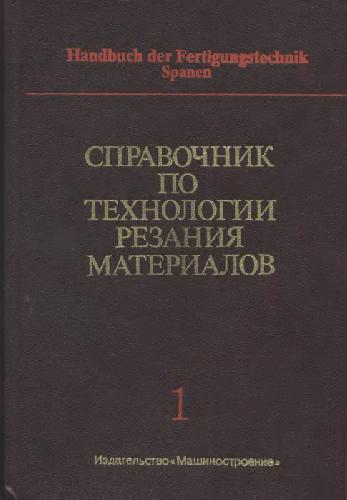 Handbuch der Fertigungstechnik
Spanen
СПРАВОЧНИК
ПО
ТЕХНОЛОГИИ
РЕЗАНИЯ
МАТЕРИАЛОВ
1
Издательство «Машиностроение»